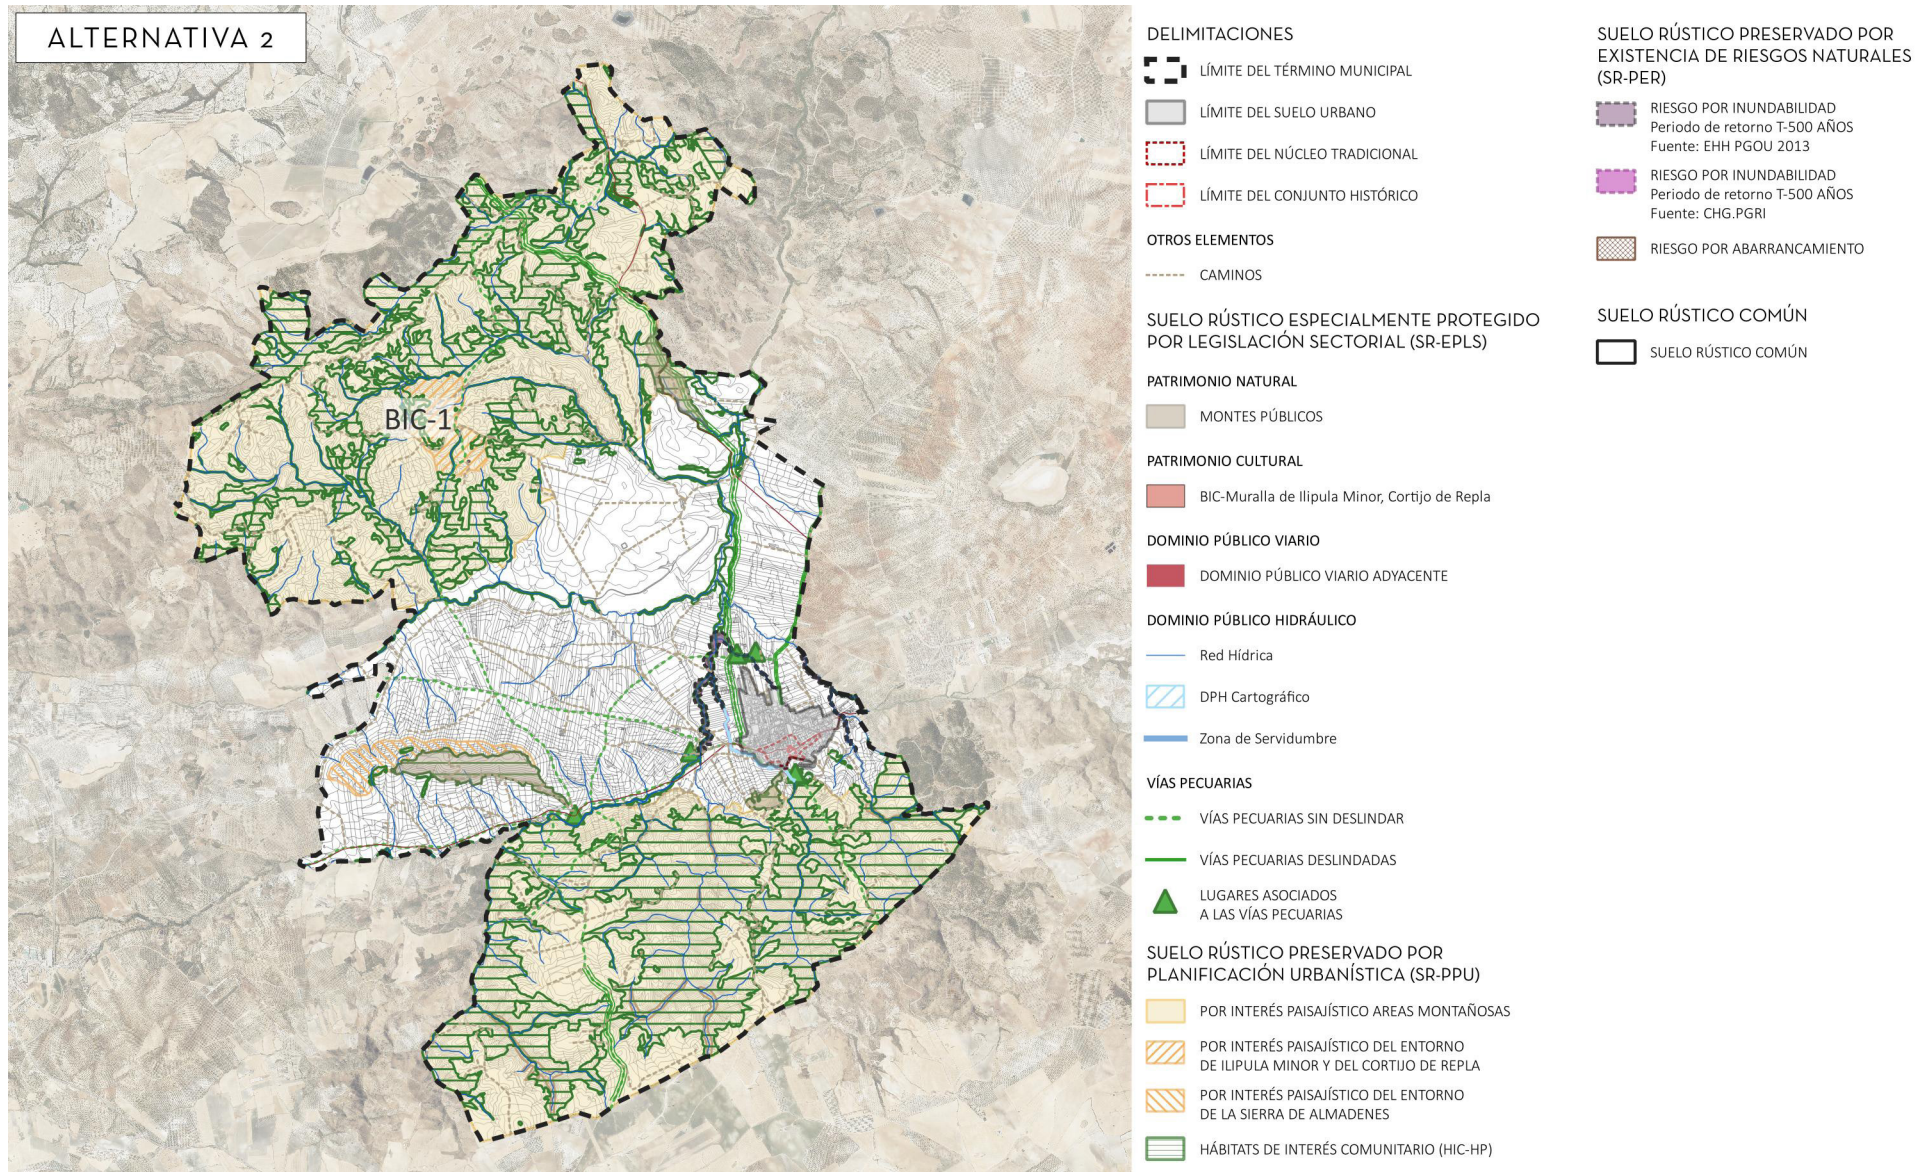 ALTERNATIVA 2
BIC-1
DELIMITACIONES
LÍMITE DEL TÉRMINO MUNICIPAL
LÍMITE DEL SUELO URBANO
LÍMITE DEL NÚCLEO TRADICIONAL
LÍMITE DEL CONJUNTO HISTÓRICO
OTROS ELEMENTOS
CAMINOS
SUELO RÚSTICO ESPECIALMENTE PROTEGIDO
POR LEGISLACIÓN SECTORIAL (SR-EPLS)
PATRIMONIO NATURAL
MONTES PÚBLICOS
PATRIMONIO CULTURAL
BIC-Muralla de Ilipula Minor, Cortijo de Repla
DOMINIO PÚBLICO VIARIO
DOMINIO PÚBLICO VIARIO ADYACENTE
DOMINIO PÚBLICO HIDRÁULICO
Red Hídrica
DPH Cartográfico
Zona de Servidumbre
VÍAS PECUARIAS
VÍAS PECUARIAS SIN DESLINDAR
VÍAS PECUARIAS DESLINDADAS
LUGARES ASOCIADOS
A LAS VÍAS PECUARIAS
SUELO RÚSTICO PRESERVADO POR
PLANIFICACIÓN URBANÍSTICA (SR-PPU)
POR INTERÉS PAISAJÍSTICO AREAS MONTAÑOSAS
POR INTERÉS PAISAJÍSTICO DEL ENTORNO
DE ILIPULA MINOR Y DEL CORTIJO DE REPLA
POR INTERÉS PAISAJÍSTICO DEL ENTORNO
DE LA SIERRA DE ALMADENES
HÁBITATS DE INTERÉS COMUNITARIO (HIC-HP)
SUELO RÚSTICO PRESERVADO POR
EXISTENCIA DE RIESGOS NATURALES
(SR-PER)
RIESGO POR INUNDABILIDAD
Periodo de retorno T-500 AÑOS
Fuente: EHH PGOU 2013
RIESGO POR INUNDABILIDAD
Periodo de retorno T-500 AÑOS
Fuente: CHG.PGRI
RIESGO POR ABARRANCAMIENTO
SUELO RÚSTICO COMÚN
SUELO RÚSTICO COMÚN